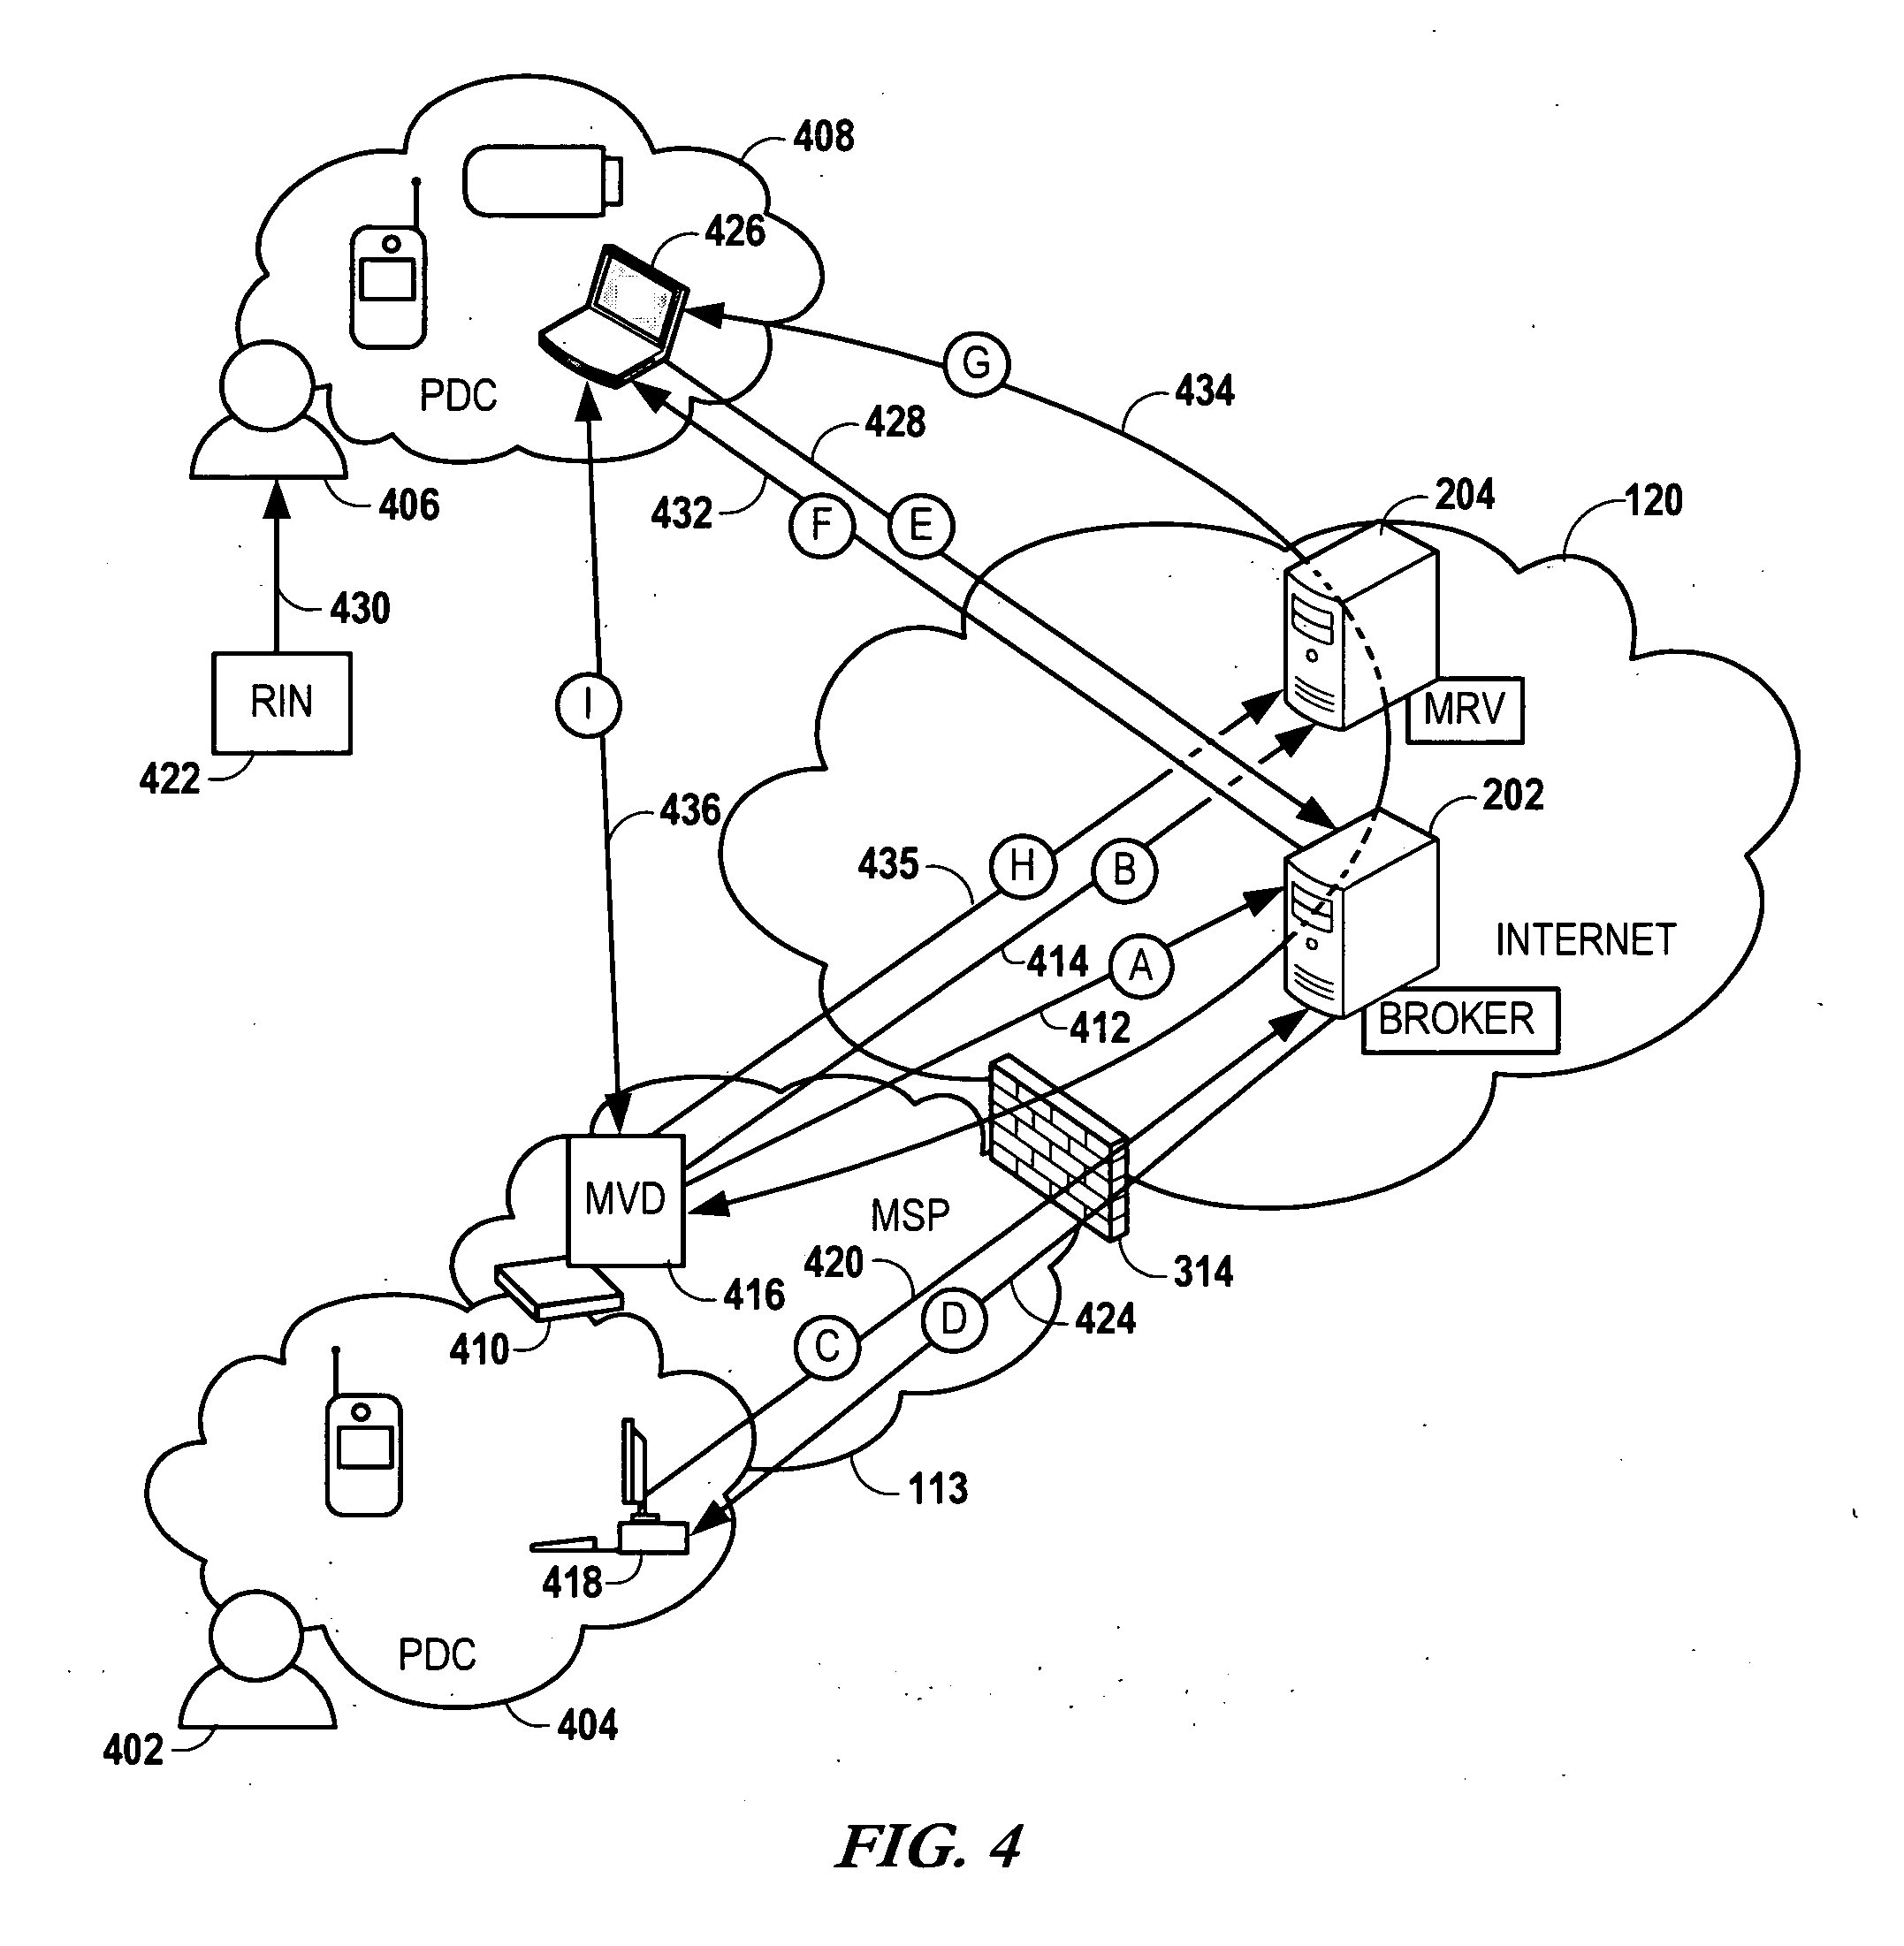 408
426
G
PDC
434
428
432
F
E
204
120
406
430
RIN
422
I
MRV
202
436
435
H
B
414
A
412
INTERNET
BROKER
MVD
MSP
420
314
416
424
410
C
D
113
418
PDC
404
402
FIG. 4